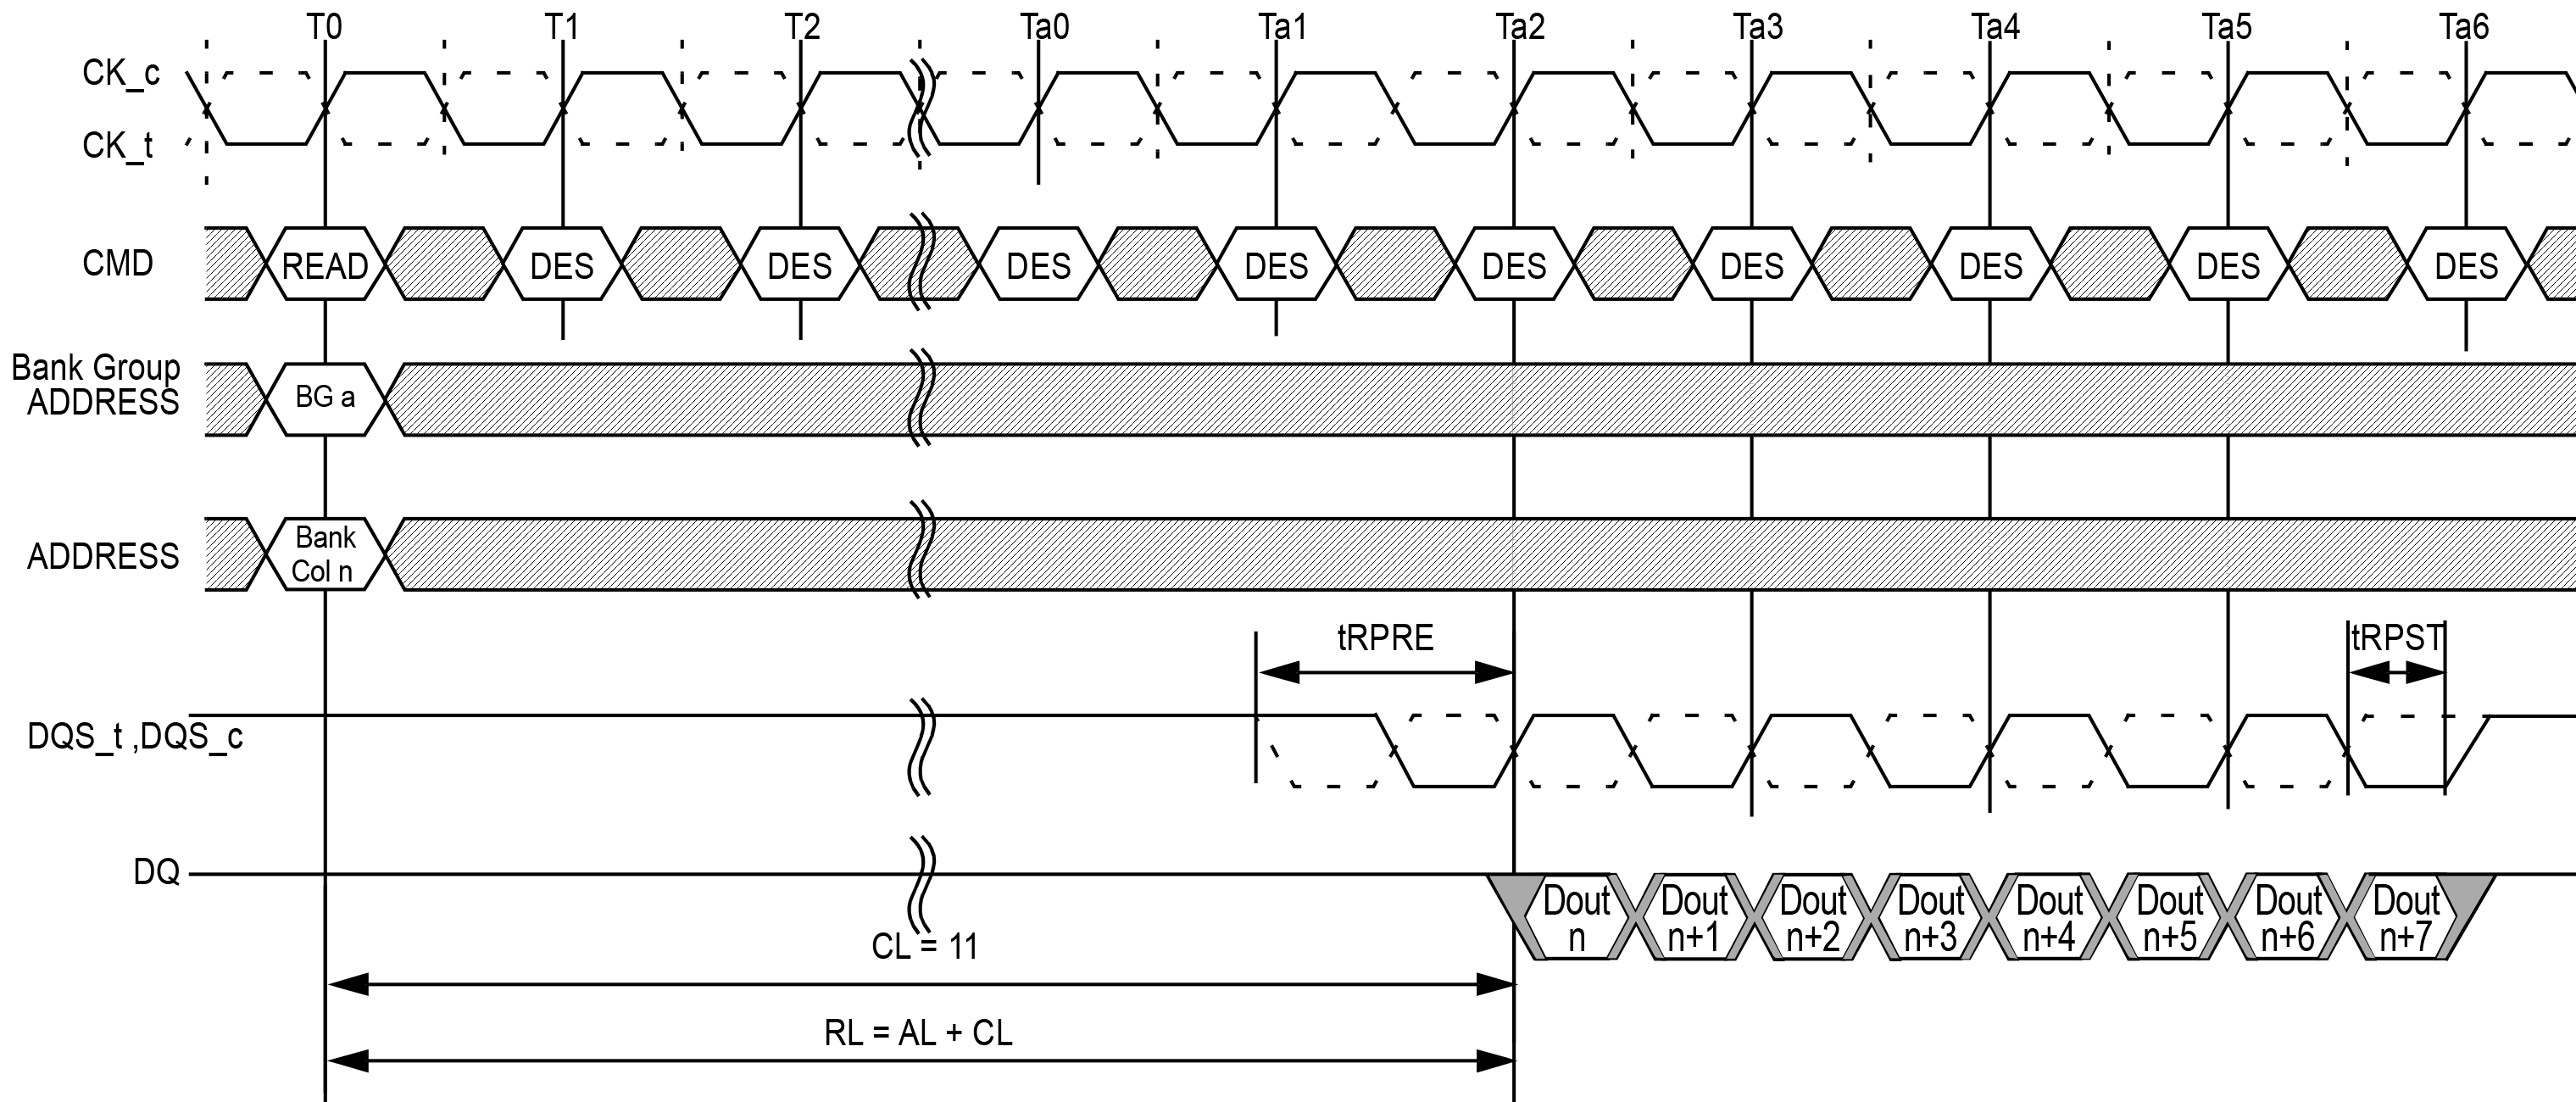 T0 T1 T2 Ta0 Ta1 Ta2 Ta3 Ta4 Ta5 Ta6
CK_c
CK_t
CMD READ DES DES DES DES DES DES DES DES DES
Bank Group
ADDRESS
BG a
ADDRESS
Bank
Col n
tRPRE tRPST
DQS_t ,DQS_c
DQ
Dout Dout Dout Dout Dout Dout Dout Dout
n n+1 n+2 n+3 n+4 n+5 n+6 n+7
CL = 11
RL = AL + CL